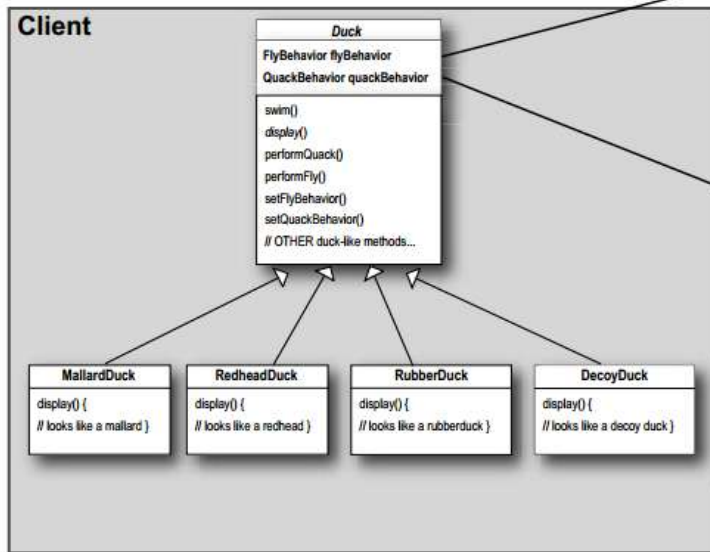 Client
Duck
FlyBehavior flyBehavior
QuackBehavior quackBehavior
swim()
display()
performQuack()
performFly()
setFlyBehavior()
setQuackBehavior()
// OTHER duck-like methods...
MallardDuck
display() {
// looks like a mallard }
RedheadDuck
display() {
// looks like a redhead }
RubberDuck
display() {
// looks like a rubberduck }
DecoyDuck
display() {
// looks like a decoy duck }